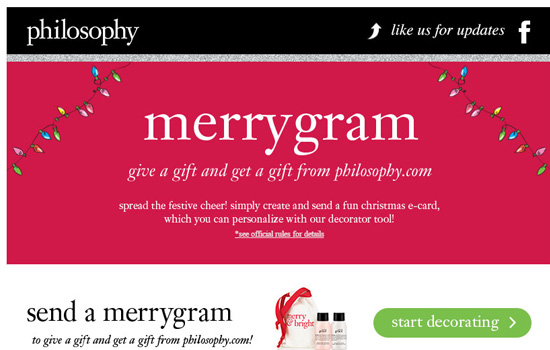 philosophy
like us for updates f
merrygram
give a gift and get a gift from philosophy.com
spread the festive cheer! simply create and send a fun christmas e-card,
which you can personalize with our decorator tool!
*see official rules for details
send a merrygram
to give a gift and get a gift from philosophy.com!
merry
& bright
start decorating